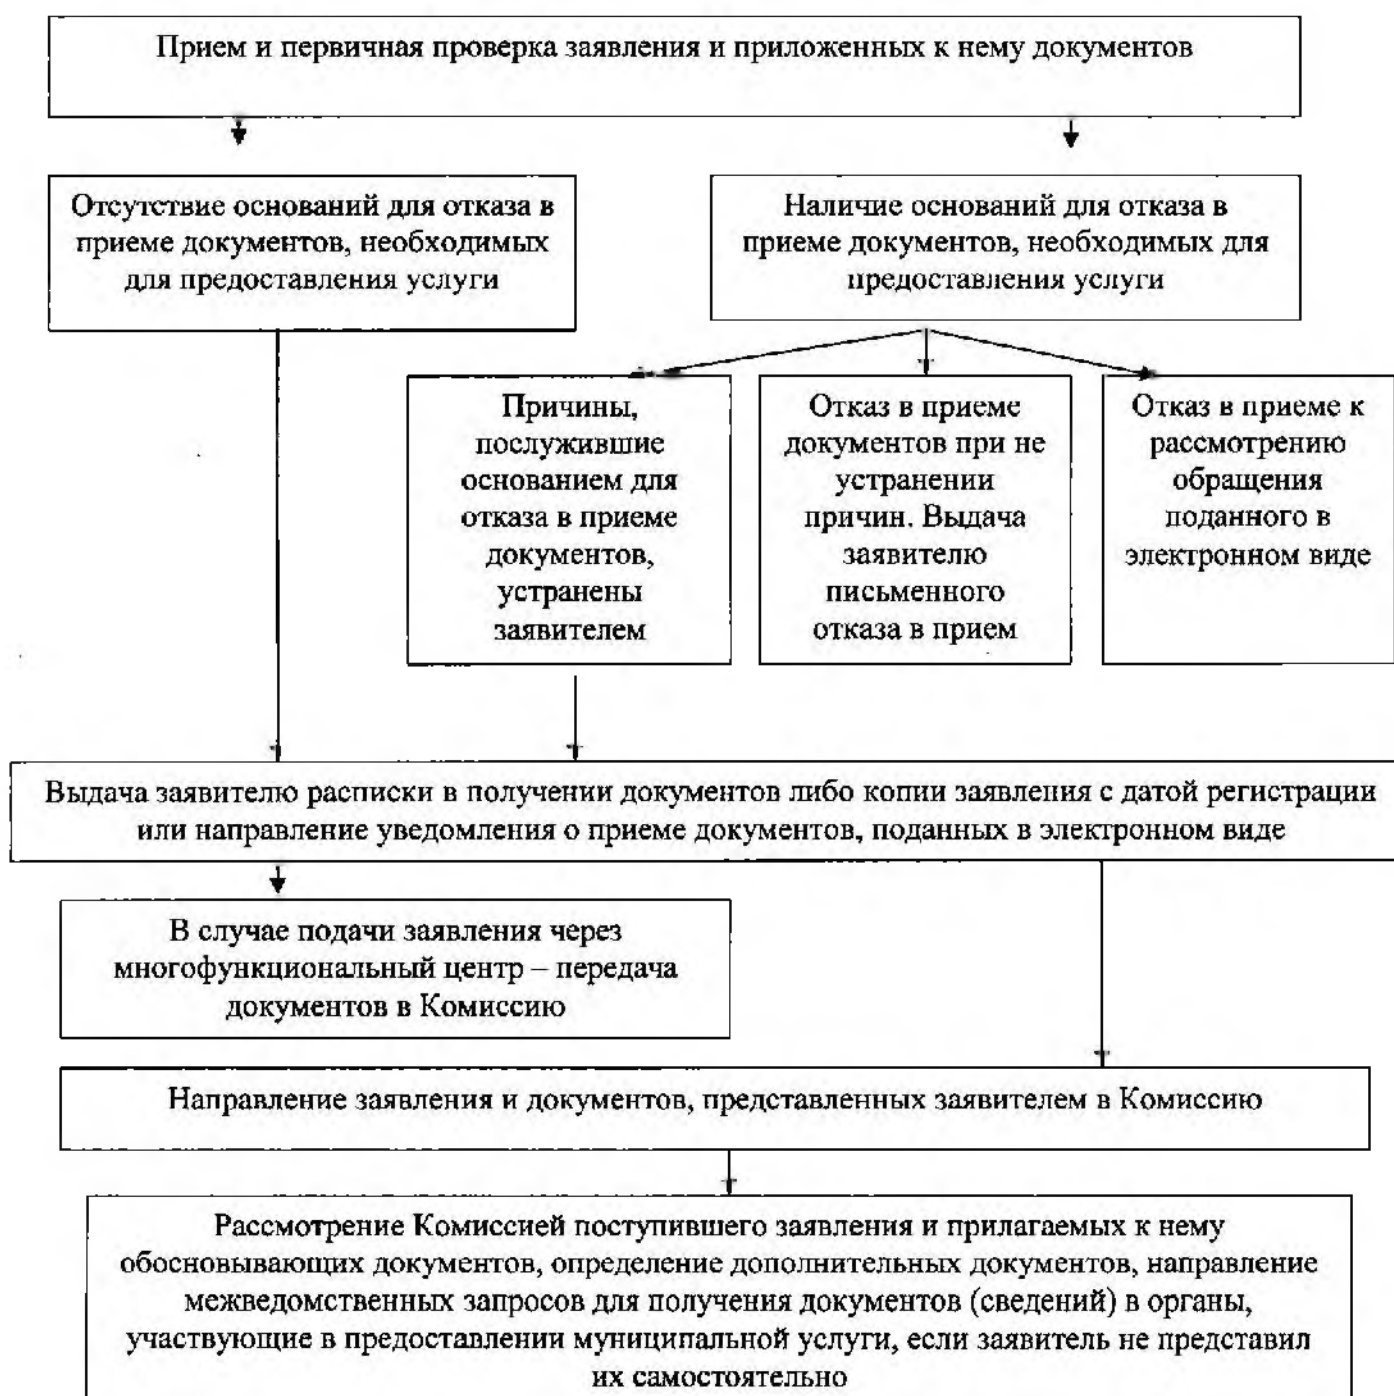 Прием и первичная проверка заявления и приложенных к нему документов
Отсутствие оснований для отказа в
приеме документов, необходимых
для предоставления услуги
Наличие оснований для отказа в
приеме документов, необходимых для
предоставления услуги
Причины,
послужившие
основанием для
отказа в приеме
документов,
устранены
заявителем
Отказ в приеме
документов при не
устранении
причин. Выдача
заявителю
письменного
отказа в прием
Отказ в приеме к
рассмотрению
обращения
поданного в
электронном виде
Выдача заявителю расписки в получении документов либо копии заявления с датой регистрации
или направление уведомления о приеме документов, поданных в электронном виде
В случае подачи заявления через
многофункциональный центр – передача
документов в Комиссию
Направление заявления и документов, представленных заявителем в Комиссию
Рассмотрение Комиссией поступившего заявления и прилагаемых к нему
обосновывающих документов, определение дополнительных документов, направление
межведомственных запросов для получения документов (сведений) в органы,
участвующие в предоставлении муниципальной услуги, если заявитель не представил
их самостоятельно